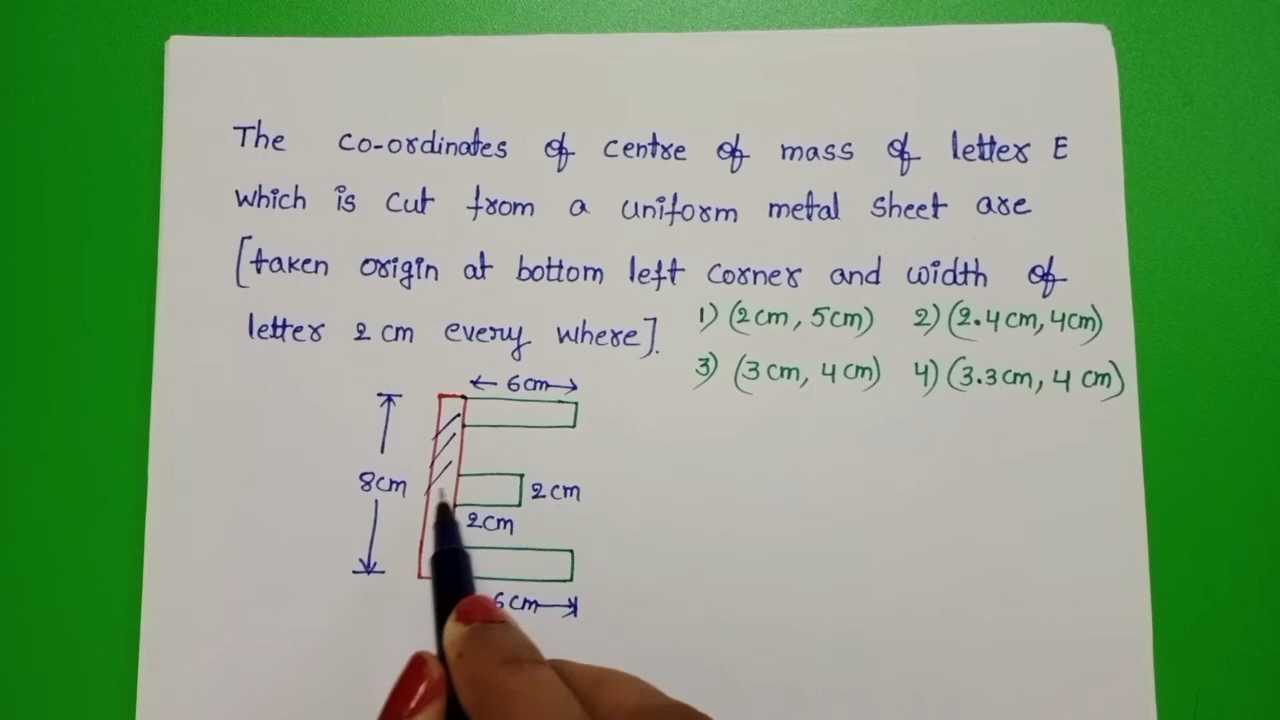 The co-ordinates of centre of mass of letter E
which is cut from a uniform metal sheet are
[taken origin at bottom left corner and width of
letter 2 cm every where].
1) (2cm, 5cm) 2) (2.4cm, 4cm)
3) (3cm, 4cm) 4) (3.3cm, 4cm)
6cm
8cm
2cm
2cm
6cm